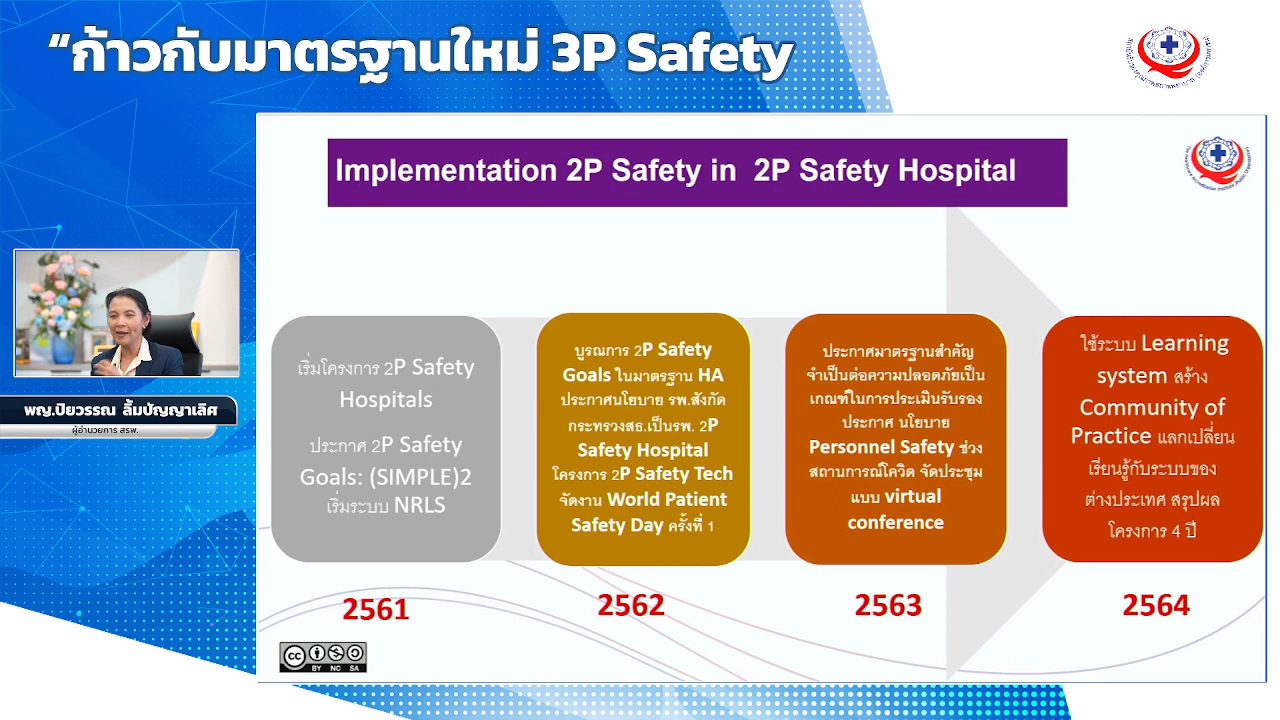 “ก้าวกับมาตรฐานใหม่ 3P Safety
Implementation 2P Safety in 2P Safety Hospital
พญ.ปิยวรรณ ลิ้มปัญญาเลิศ
ผู้อำนวยการ สรพ.
เริ่มโครงการ 2P Safety
Hospitals
ประกาศ 2P Safety
Goals: (SIMPLE)2
เริ่มระบบ NRLS
2561
บูรณการ 2P Safety
Goals ในมาตรฐาน HA
ประกาศนโยบาย รพ.สังกัด
กระทรวงสธ.เป็นรพ. 2P
Safety Hospital
โครงการ 2P Safety Tech
จัดงาน World Patient
Safety Day ครั้งที่ 1
2562
ประกาศมาตรฐานสำคัญ
จำเป็นต่อความปลอดภัยเป็น
เกณฑ์ในการประเมินรับรอง
ประกาศ นโยบาย
Personnel Safety ช่วง
สถานการณ์โควิด จัดประชุม
แบบ virtual
conference
2563
ใช้ระบบ Learning
system สร้าง
Community of
Practice แลกเปลี่ยน
เรียนรู้กับระบบของ
ต่างประเทศ สรุปผล
โครงการ 4 ปี
2564
CC BY NC SA